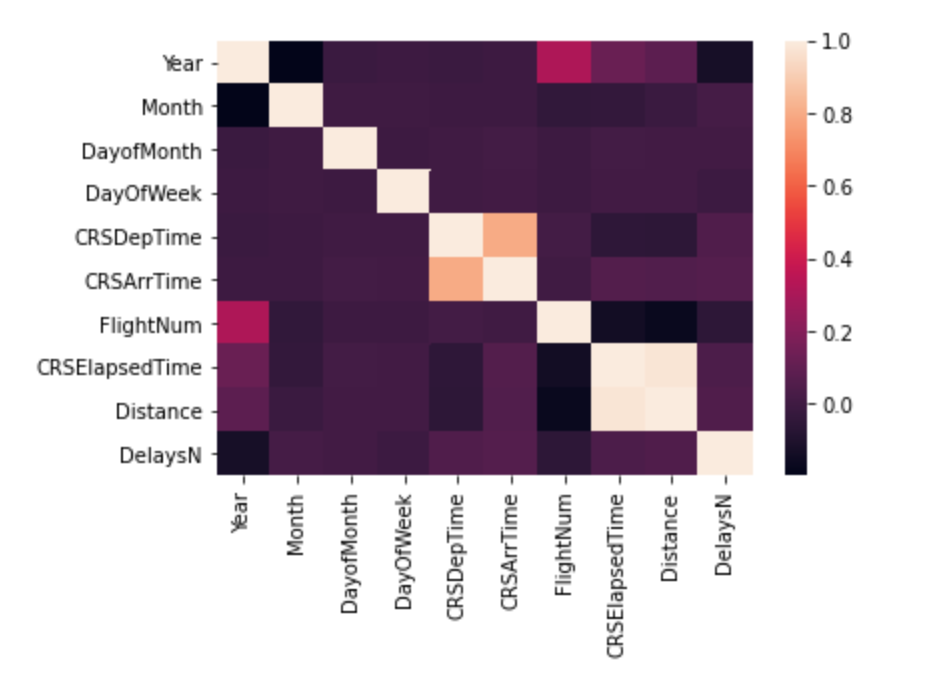 Year
Month
DayofMonth
DayOfWeek
CRSDepTime
CRSArrTime
FlightNum
CRSElapsedTime
Distance
DelaysN
Year
Month
DayofMonth
DayOfWeek
CRSDepTime
CRSArrTime
FlightNum
CRSElapsedTime
Distance
DelaysN
1.0
0.8
0.6
0.4
0.2
0.0